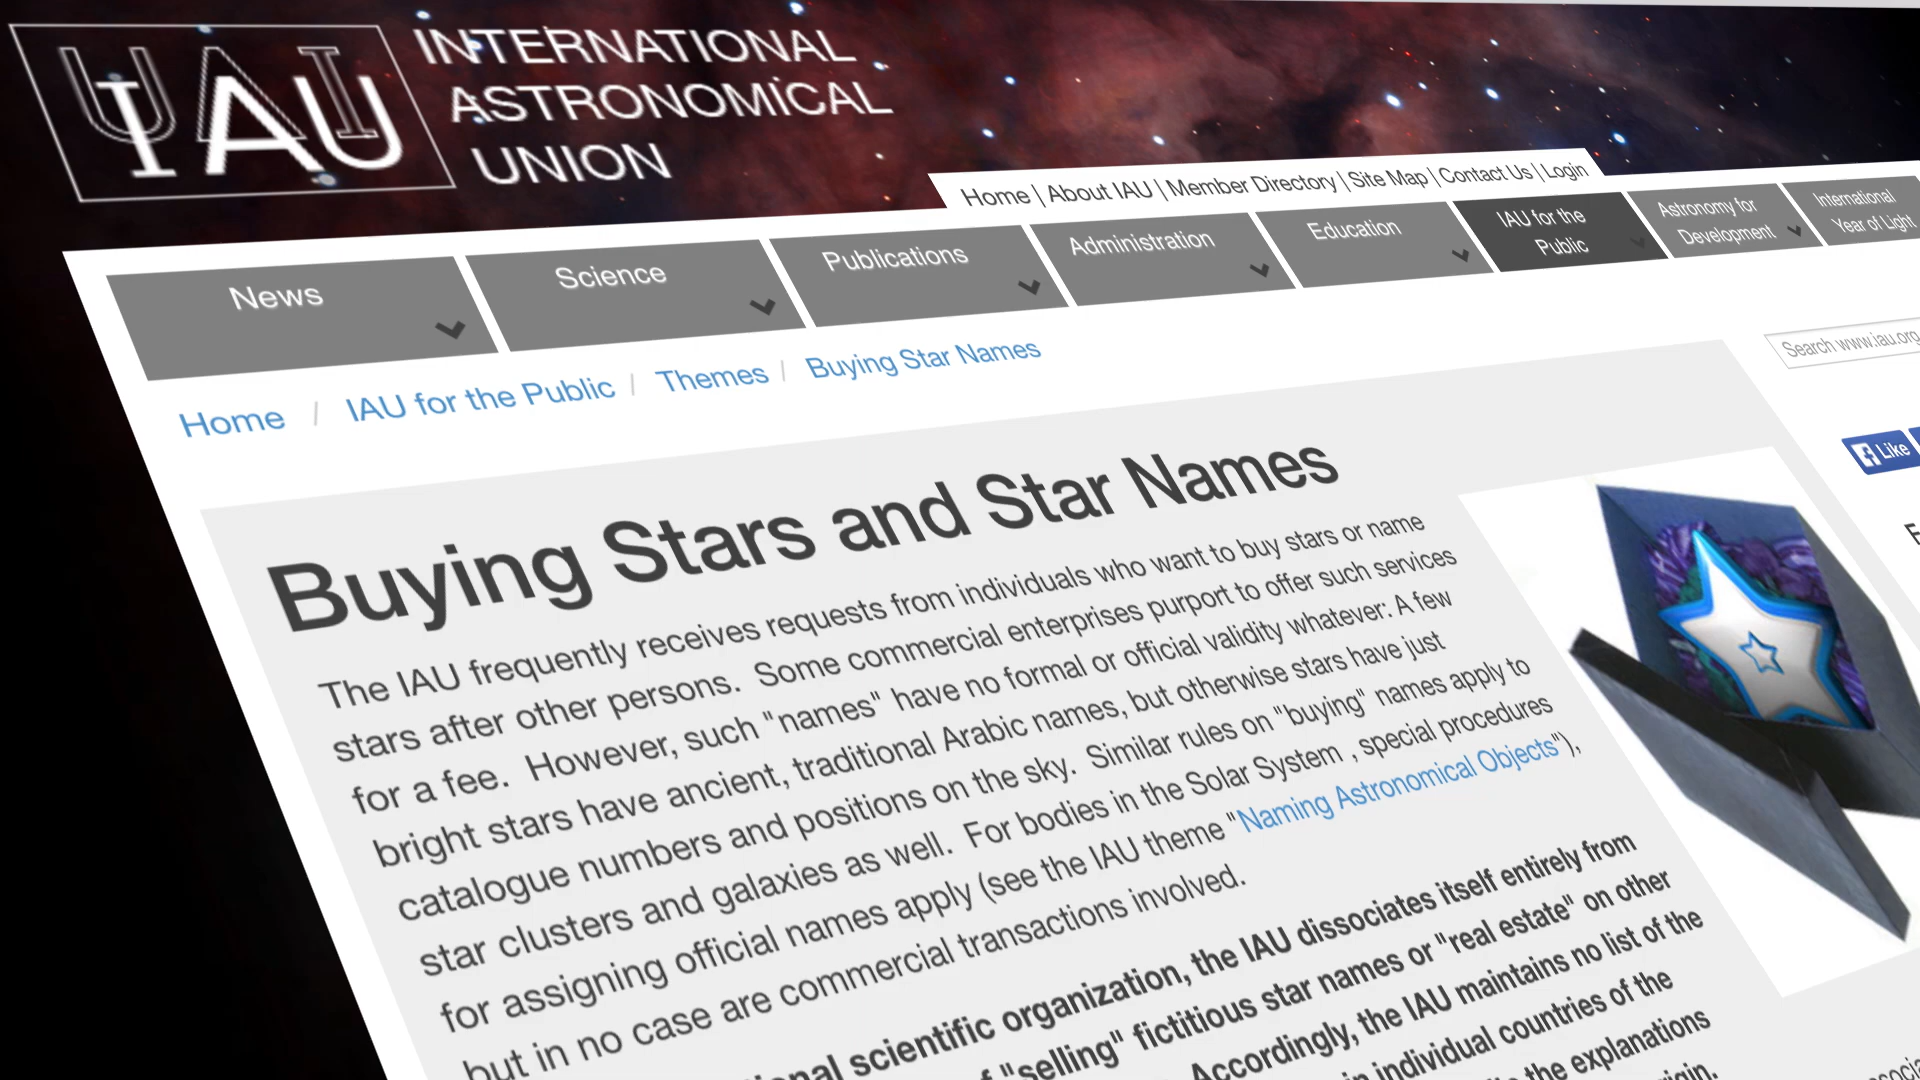 IAU
INTERNATIONAL
ASTRONOMICAL
UNION
Home | About IAU | Member Directory | Site Map | Contact Us | Login
News
Science
Publications
Administration
Education
IAU for the
Public
Astronomy for
Development
International
Year of Light
Search www.iau.org
Home / IAU for the Public / Themes / Buying Star Names
Like
Buying Stars and Star Names
The IAU frequently receives requests from individuals who want to buy stars or name
stars after other persons. Some commercial enterprises purport to offer such services
for a fee. However, such "names" have no formal or official validity whatever: A few
bright stars have ancient, traditional Arabic names, but otherwise stars have just
catalogue numbers and positions on the sky. Similar rules on "buying" names apply to
star clusters and galaxies as well. For bodies in the Solar System , special procedures
for assigning official names apply (see the IAU theme "Naming Astronomical Objects"),
but in no case are commercial transactions involved.
scientific organization, the IAU dissociates itself entirely from
"selling" fictitious star names or "real estate" on other
Accordingly, the IAU maintains no list of the
individual countries of the
the explanations